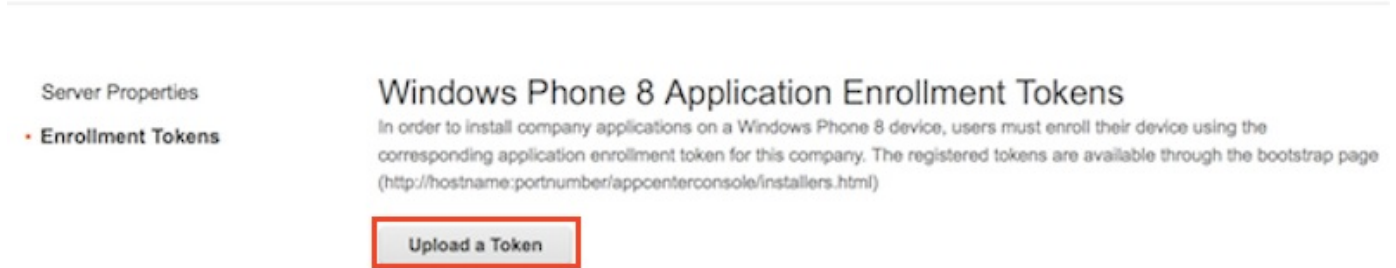 Server Properties
Enrollment Tokens
Windows Phone 8 Application Enrollment Tokens
In order to install company applications on a Windows Phone 8 device, users must enroll their device using the
corresponding application enrollment token for this company. The registered tokens are available through the bootstrap page
(http://hostname:portnumber/appcenterconsole/installers.html)
Upload a Token